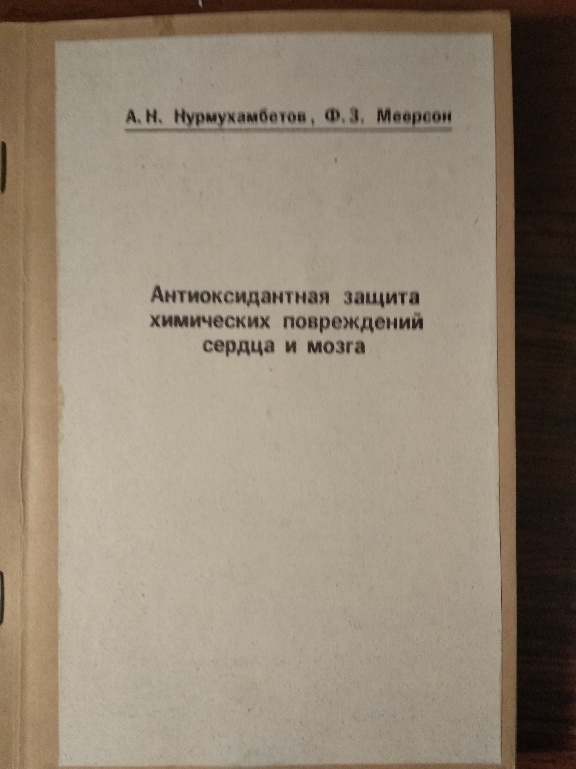 А. Н. Нурмухамбетов, Ф. З. Меерсон
Антиоксидантная защита
химических повреждений
сердца и мозга